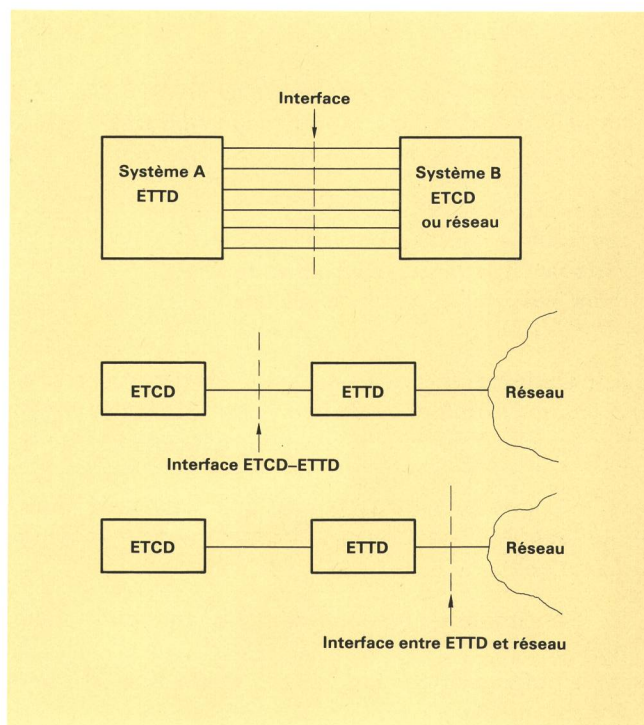 Interface
Système A
ETTD
Système B
ETCD
ou réseau
ETCD
ETTD
Réseau
Interface ETCD–ETTD
ETCD
ETTD
Réseau
Interface entre ETTD et réseau